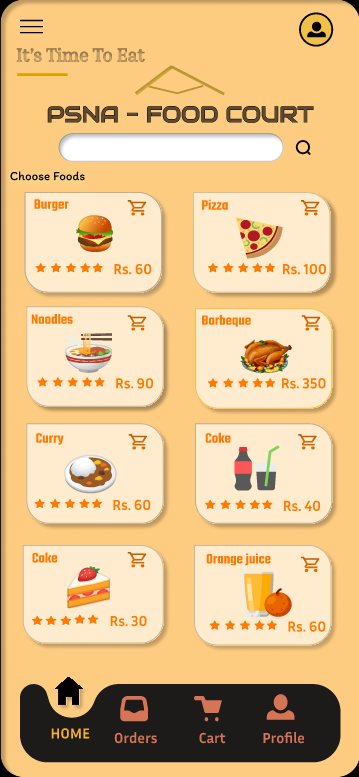 It's Time To Eat
PSNA - FOOD COURT
Choose Foods
Burger
Rs. 60
Pizza
Rs. 100
Noodles
Rs. 90
Barbeque
Rs. 350
Curry
Rs. 60
Coke
Rs. 40
Cake
Rs. 30
Orange juice
Rs. 60
HOME
Orders
Cart
Profile